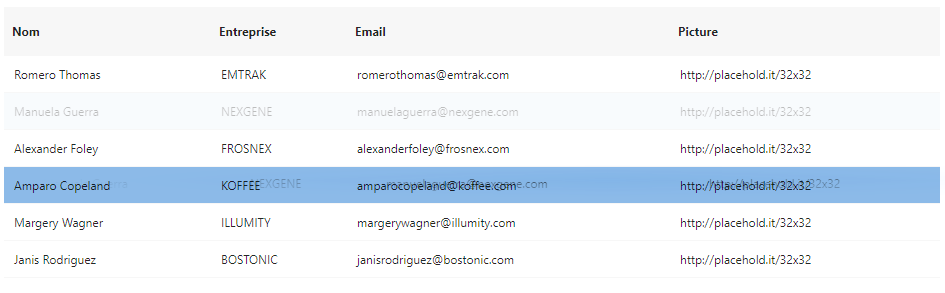 Nom Entreprise Email Picture
Romero Thomas EMTRAK romerothomas@emtrak.com http://placehold.it/32x32
Manuela Guerra NEXGENE manuelaguerra@nexgene.com http://placehold.it/32x32
Alexander Foley FROSNEX alexanderfoley@frosnex.com http://placehold.it/32x32
Amparo Copeland KOFFEE amparocopeland@koffee.com http://placehold.it/32x32
Margery Wagner ILLUMITY margerywagner@illumity.com http://placehold.it/32x32
Janis Rodriguez BOSTONIC janisrodriguez@bostonic.com http://placehold.it/32x32